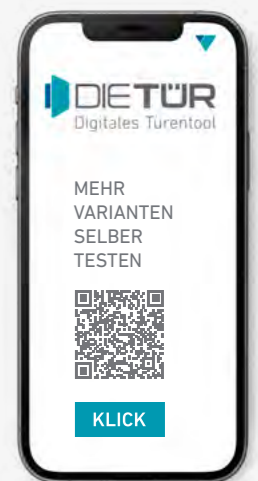 DIETÜR
Digitales Türentool
MEHR
VARIANTEN
SELBER
TESTEN
KLICK